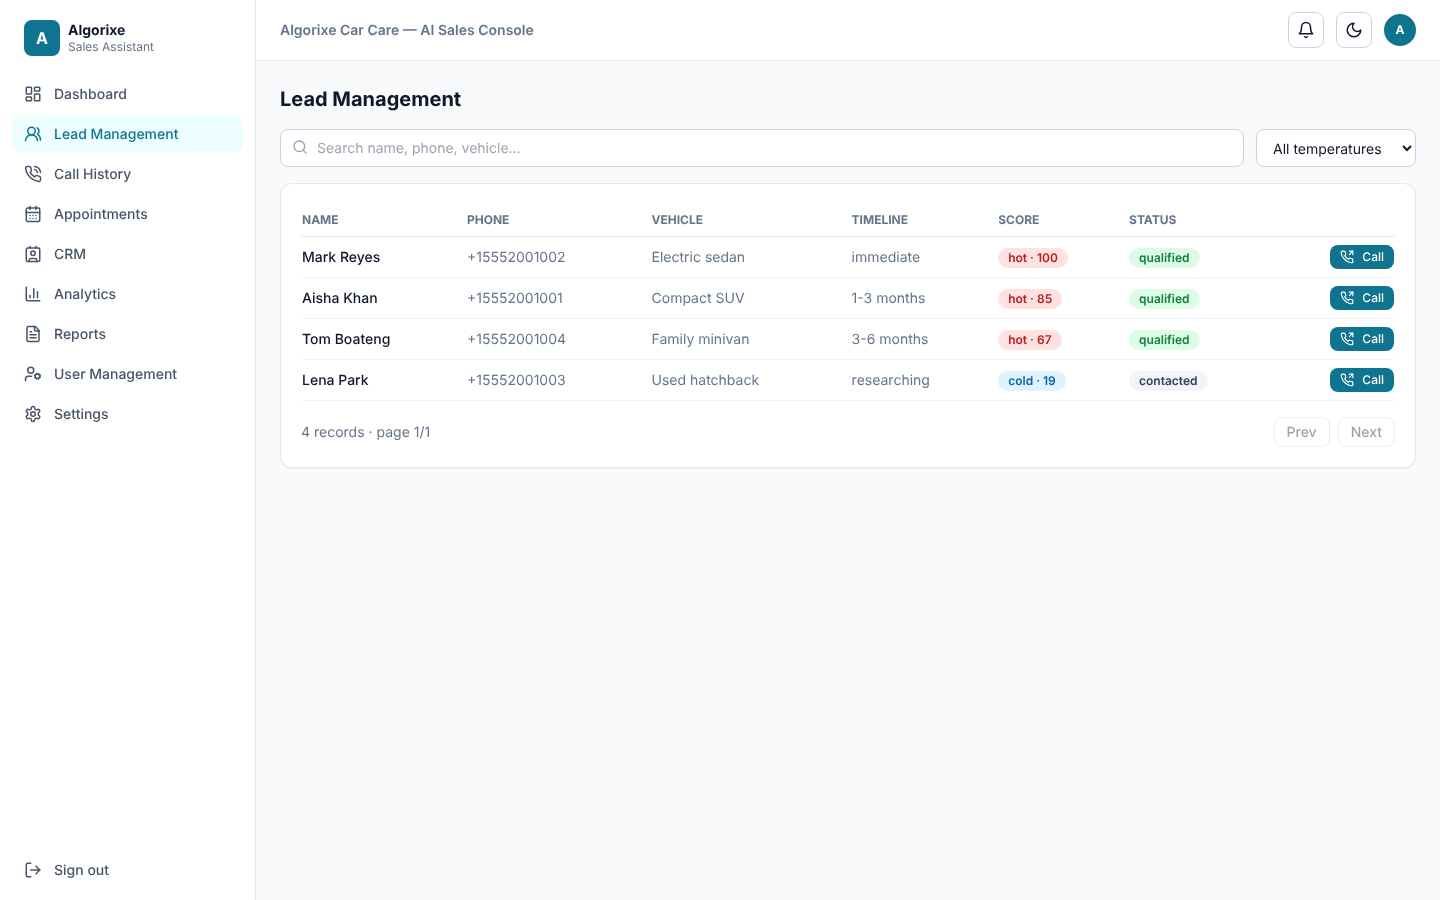 A
Algorixe
Sales Assistant
Dashboard
Lead Management
Call History
Appointments
CRM
Analytics
Reports
User Management
Settings
Sign out
Algorixe Car Care — AI Sales Console
A
Lead Management
Search name, phone, vehicle...
All temperatures
NAME PHONE VEHICLE TIMELINE SCORE STATUS
Mark Reyes +15552001002 Electric sedan immediate hot · 100 qualified Call
Aisha Khan +15552001001 Compact SUV 1-3 months hot · 85 qualified Call
Tom Boateng +15552001004 Family minivan 3-6 months hot · 67 qualified Call
Lena Park +15552001003 Used hatchback researching cold · 19 contacted Call
4 records · page 1/1
Prev Next